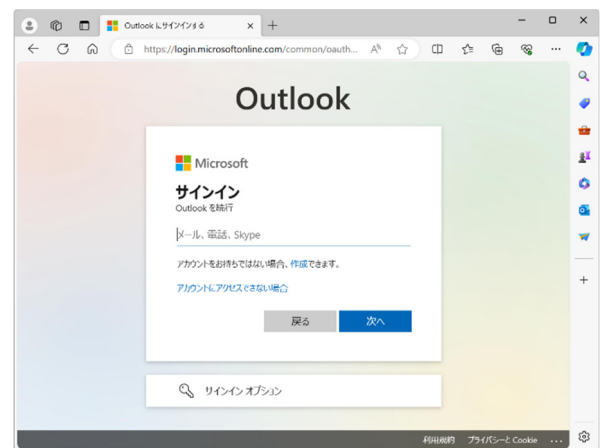 Outlook にサインインする
https://login.microsoftonline.com/common/oauth...
Outlook
Microsoft
サインイン
Outlook を続行
メール、電話、Skype
アカウントをお持ちではない場合、作成できます。
アカウントにアクセスできない場合
戻る 次へ
サインイン オプション
利用規約 プライバシーと Cookie ...